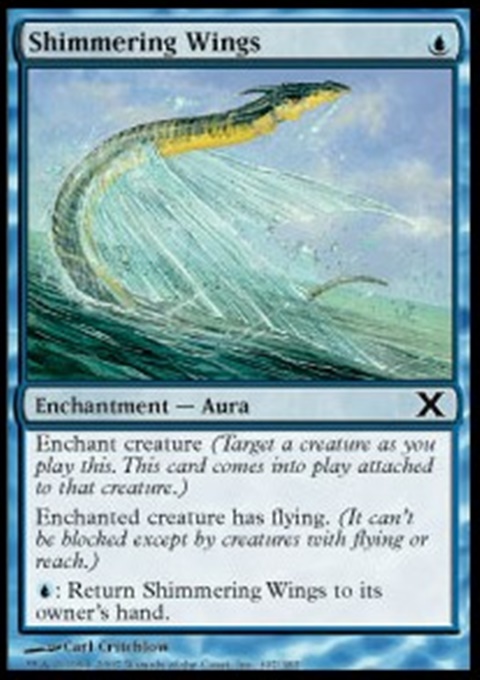 Shimmering Wings
Enchantment — Aura X
Enchant creature (Target a creature as you
play this. This card comes into play attached
to that creature.)
Enchanted creature has flying. (It can't
be blocked except by creatures with flying or
reach.)
: Return Shimmering Wings to its
owner's hand.
Carl Critchlow